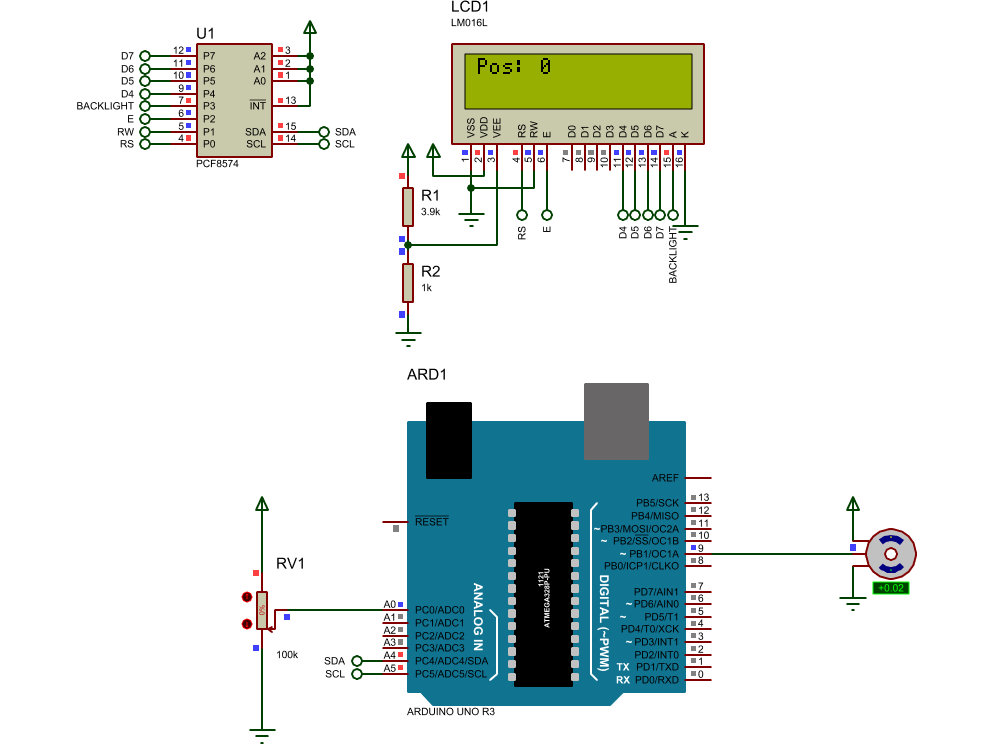 LCD1
LM016L
Pos: 0
VSS VDD VEE RS RW E D0 D1 D2 D3 D4 D5 D6 D7 A K
1 2 3 4 5 6 7 8 9 10 11 12 13 14 15 16
RS E D4 D5 D6 D7 BACKLIGHT
U1
D7 12 P7 A2 3
D6 11 P6 A1 2
D5 10 P5 A0 1
D4 9 P4
BACKLIGHT 7 P3 INT 13
E 6 P2
RW 5 P1 SDA 15 SDA
RS 4 P0 SCL 14 SCL
PCF8574
R1
3.9k
R2
1k
ARD1
AREF
RESET
PB5/SCK 13
PB4/MISO 12
~PB3/MOSI/OC2A 11
~ PB2/SS/OC1B 10
~ PB1/OC1A 9
PB0/ICP1/CLKO 8
1121
ATMEGA328P-PU
ANALOG IN
DIGITAL (~PWM)
PD7/AIN1 7
~ PD6/AIN0 6
~ PD5/T1 5
PD4/T0/XCK 4
~ PD3/INT1 3
PD2/INT0 2
TX PD1/TXD 1
RX PD0/RXD 0
A0 PC0/ADC0
A1 PC1/ADC1
A2 PC2/ADC2
A3 PC3/ADC3
SDA A4 PC4/ADC4/SDA
SCL A5 PC5/ADC5/SCL
ARDUINO UNO R3
RV1
0%
100k
+0.02